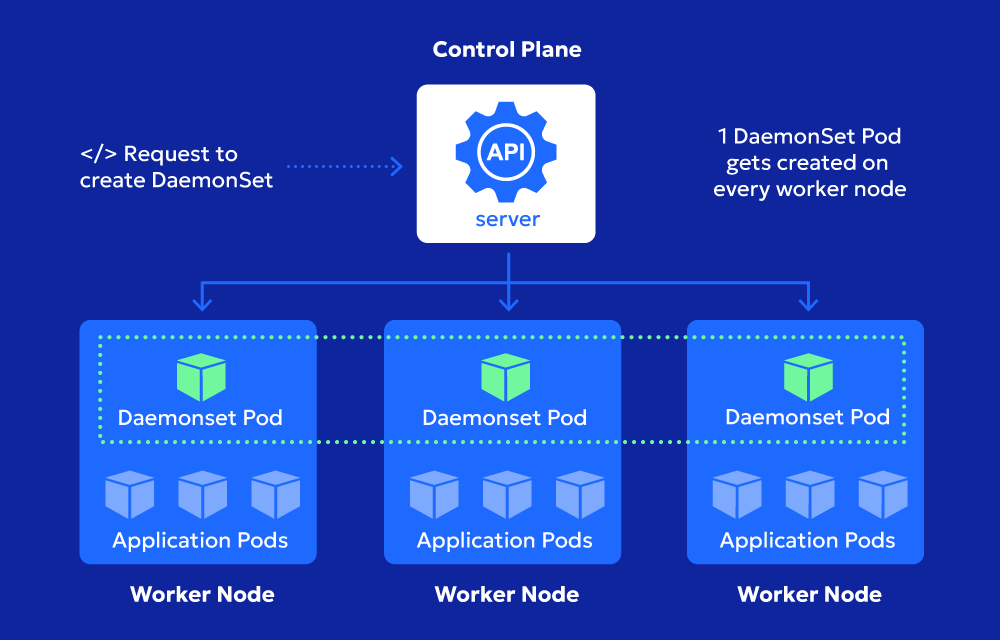 Control Plane
</> Request to
create DaemonSet
API
server
1 DaemonSet Pod
gets created on
every worker node
Daemonset Pod
Daemonset Pod
Daemonset Pod
Application Pods
Application Pods
Application Pods
Worker Node
Worker Node
Worker Node